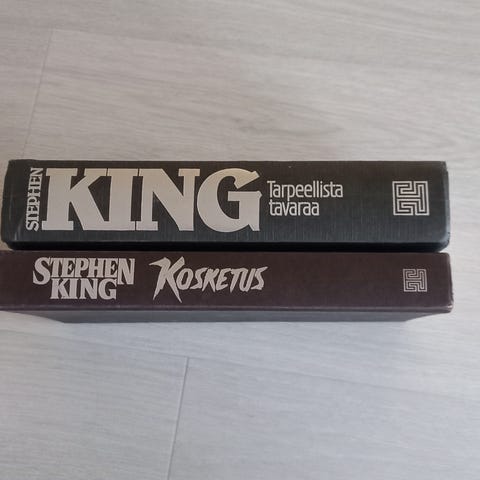 STEPHEN
KING
Tarpeellista
tavaraa
STEPHEN
KING
KOSKETUS